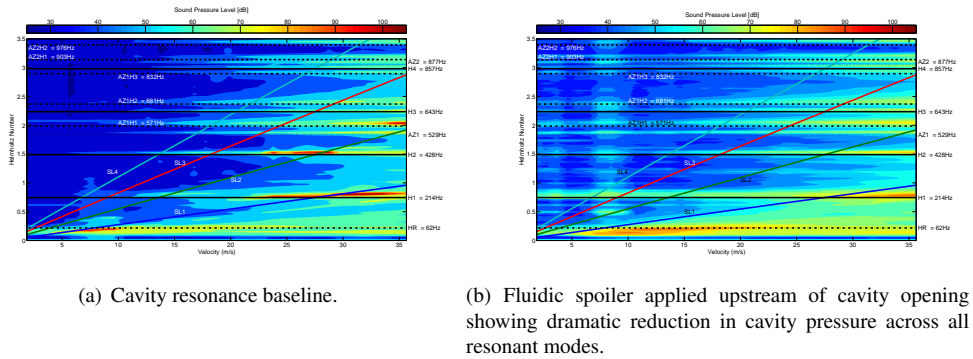 Sound Pressure Level [dB]
30 40 50 60 70 80 90 100
3.5
3
2.5
2
1.5
1
0.5
0
Helmholtz Number
AZ2H2 = 976Hz
AZ2H1 = 903Hz
AZ1H3 = 832Hz
AZ1H2 = 681Hz
AZ1H1 = 571Hz
SL4
SL3
SL2
SL1
AZ2 = 877Hz
H4 = 857Hz
H3 = 643Hz
AZ1 = 529Hz
H2 = 428Hz
H1 = 214Hz
HR = 62Hz
5 10 15 20 25 30 35
Velocity (m/s)
(a) Cavity resonance baseline.
Sound Pressure Level [dB]
30 40 50 60 70 80 90 100
3.5
3
2.5
2
1.5
1
0.5
0
Helmholtz Number
AZ2H2 = 976Hz
AZ2H1 = 903Hz
AZ1H3 = 832Hz
AZ1H2 = 681Hz
AZ1H1 = 571Hz
SL4
SL3
SL2
SL1
AZ2 = 877Hz
H4 = 857Hz
H3 = 643Hz
AZ1 = 529Hz
H2 = 428Hz
H1 = 214Hz
HR = 62Hz
5 10 15 20 25 30 35
Velocity (m/s)
(b) Fluidic spoiler applied upstream of cavity opening
showing dramatic reduction in cavity pressure across all
resonant modes.